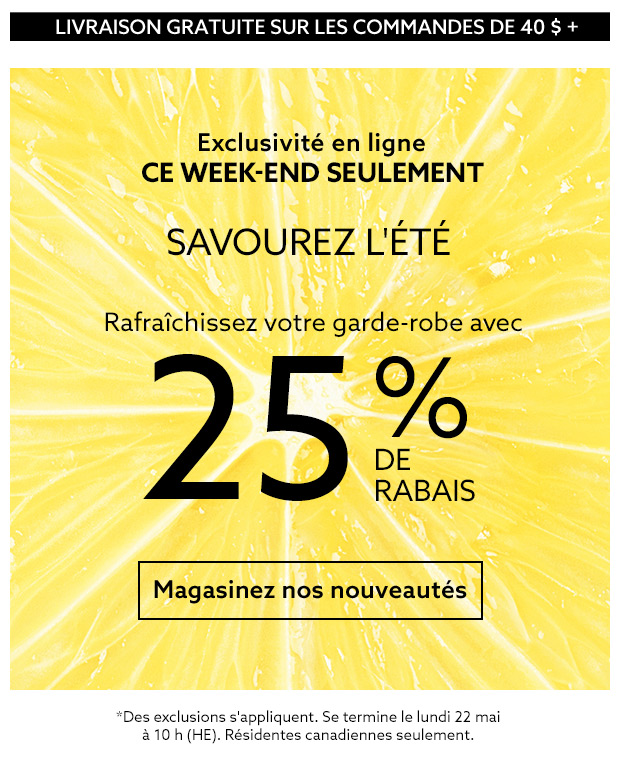 LIVRAISON GRATUITE SUR LES COMMANDES DE 40 $ +
Exclusivité en ligne
CE WEEK-END SEULEMENT
SAVOUREZ L'ÉTÉ
Rafraîchissez votre garde-robe avec
25 %
DE
RABAIS
Magasinez nos nouveautés
*Des exclusions s'appliquent. Se termine le lundi 22 mai
à 10 h (HE). Résidentes canadiennes seulement.